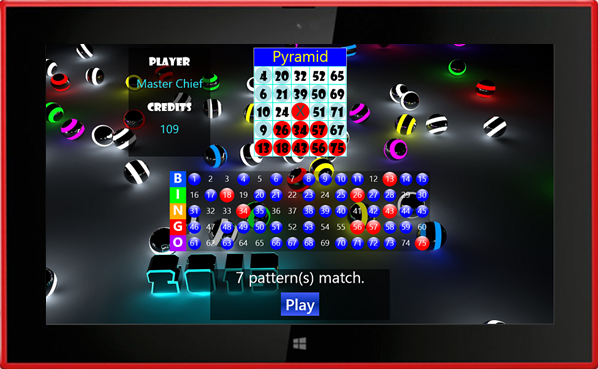 PLAYER
Master Chief
CREDITS
109
Pyramid
4 20 32 52 65
6 21 39 50 69
10 24 51 71
9 26 34 57 67
13 18 43 56 75
B 1 2 3 4 5 6 7 8 9 10 11 12 13 14 15
I 16 17 18 19 20 21 22 23 24 25 26 27 28 29 30
N 31 32 33 34 35 36 37 38 39 40 41 42 43 44 45
G 46 47 48 49 50 51 52 53 54 55 56 57 58 59 60
O 61 62 63 64 65 66 67 68 69 70 71 72 73 74 75
7 pattern(s) match.
Play